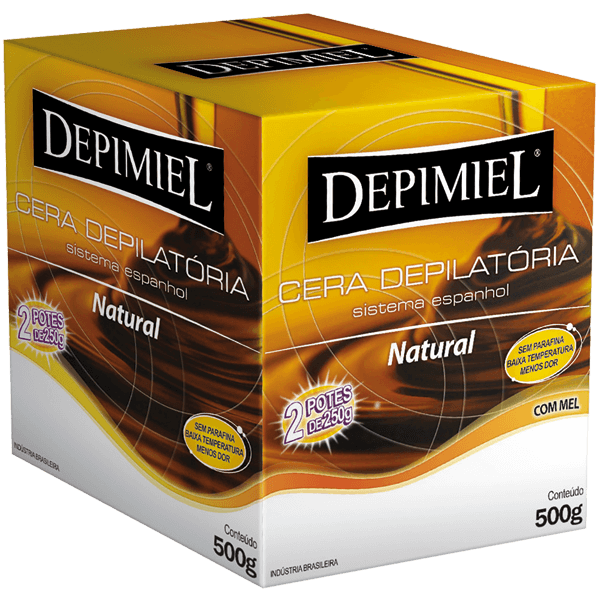 DEPIMIEL
DEPIMIEL®
CERA DEPILATÓRIA
sistema espanhol
Natural
2 POTES
DE 250g
SEM PARAFINA
BAIXA TEMPERATURA
MENOS DOR
INDÚSTRIA BRASILEIRA
Conteúdo
500g
DEPIMIEL®
CERA DEPILATÓRIA
sistema espanhol
Natural
2 POTES
DE 250g
SEM PARAFINA
BAIXA TEMPERATURA
MENOS DOR
COM MEL
INDÚSTRIA BRASILEIRA
Conteúdo
500g